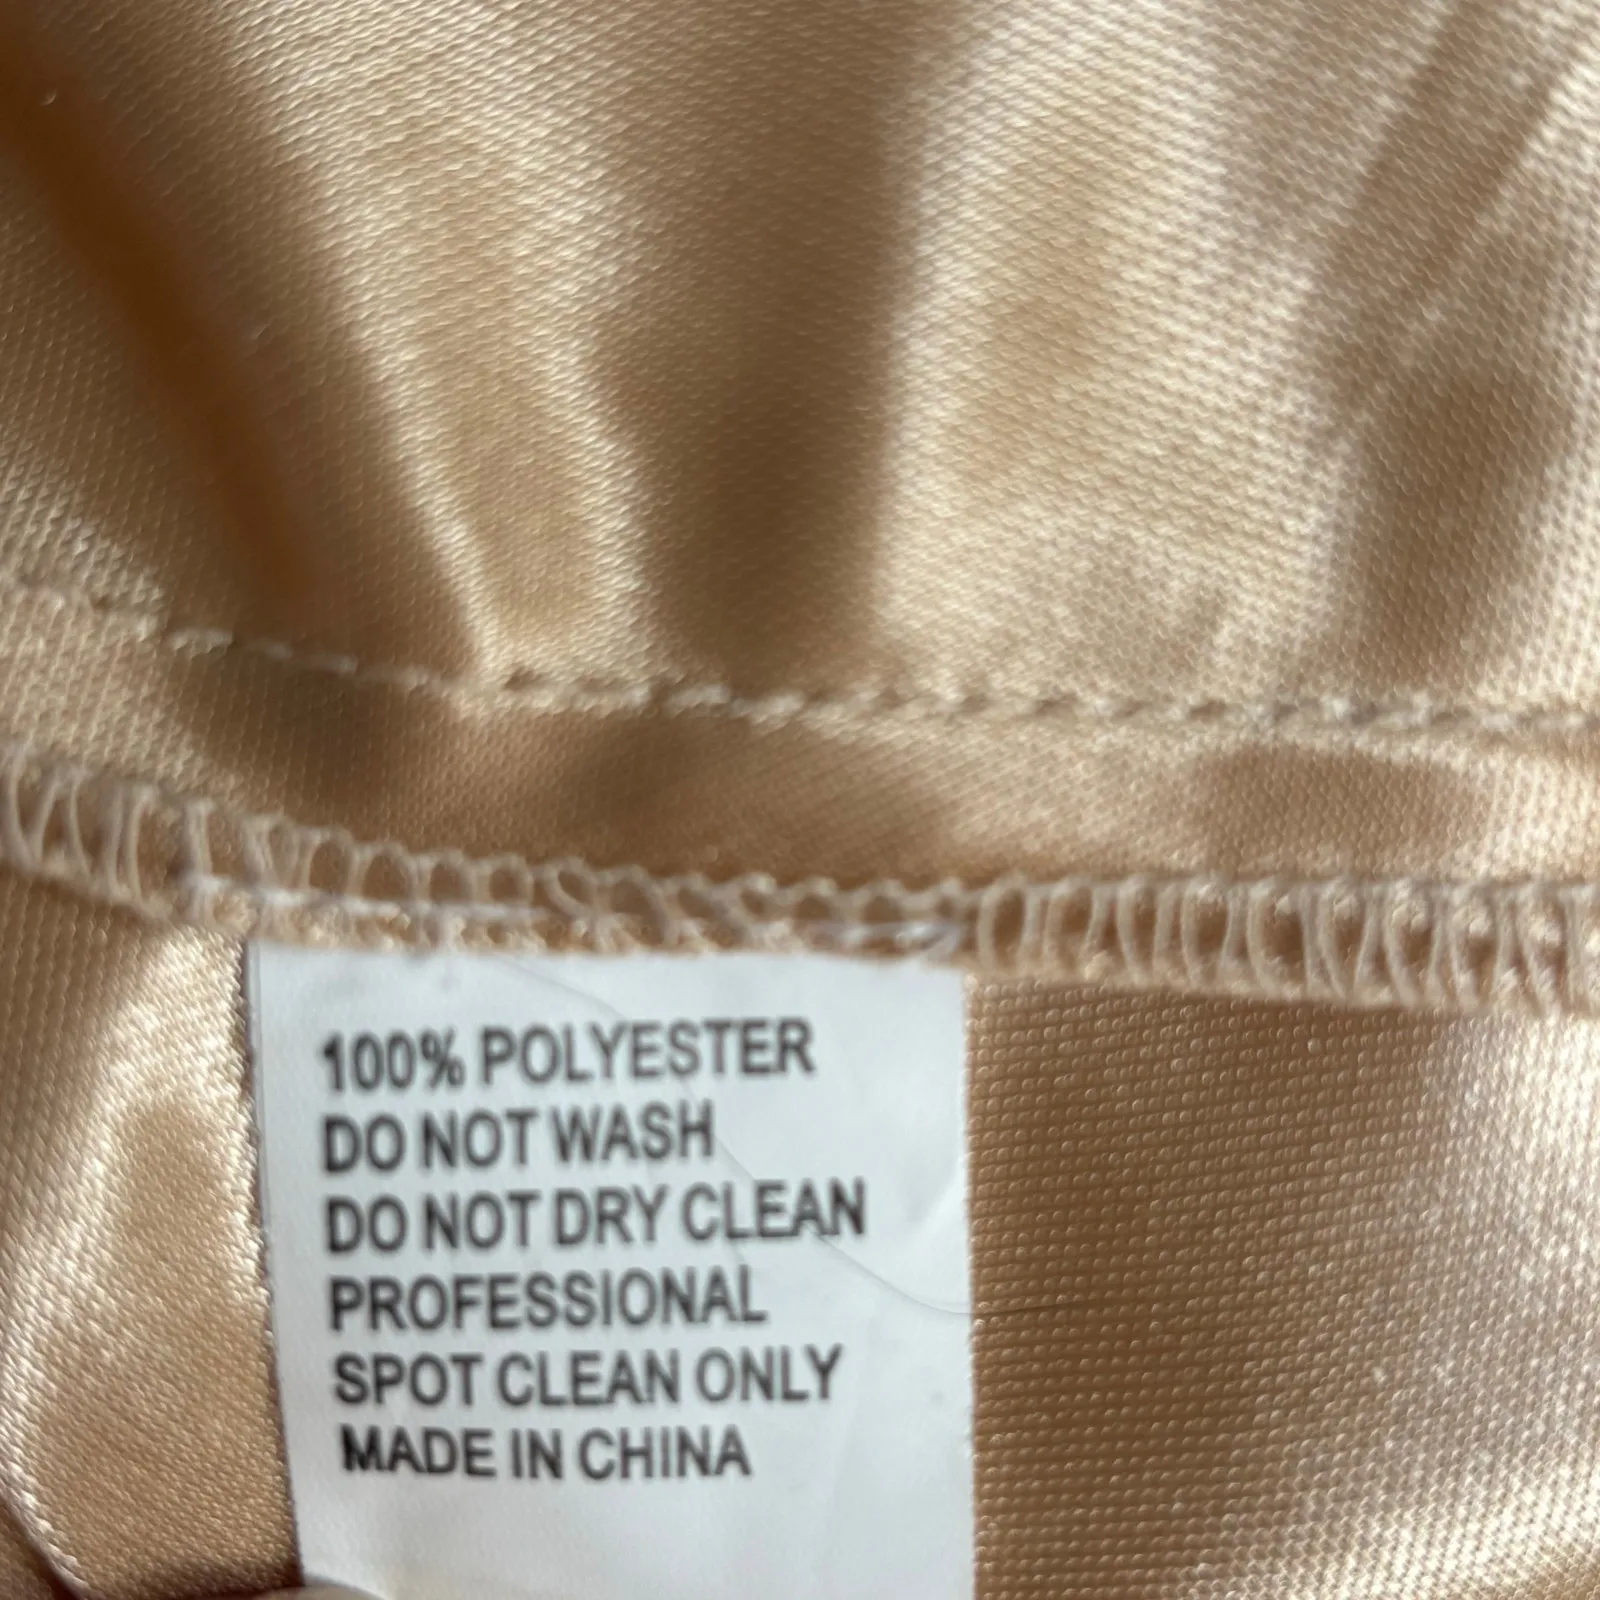 100% POLYESTER
DO NOT WASH
DO NOT DRY CLEAN
PROFESSIONAL
SPOT CLEAN ONLY
MADE IN CHINA